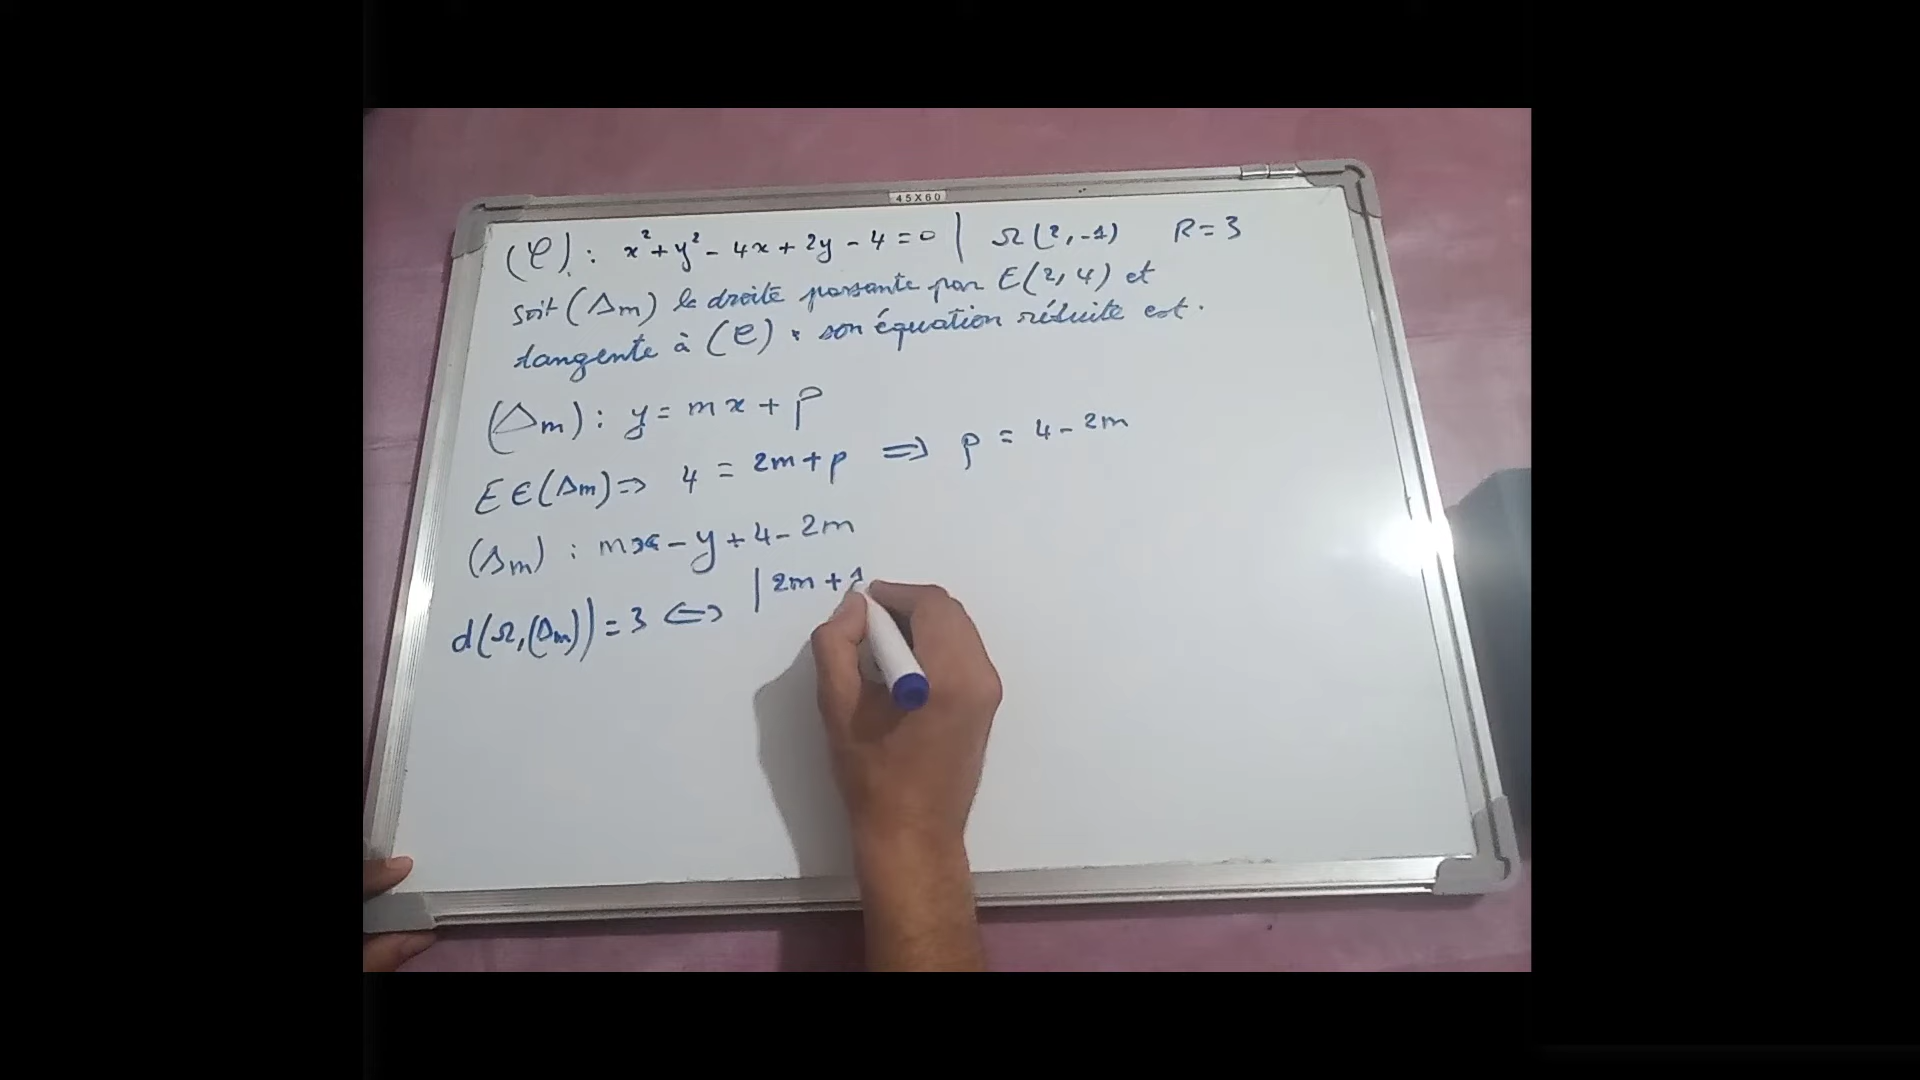 45X60
(C) : x² + y² - 4x + 2y - 4 = 0 | Ω(2,-1) R = 3
Soit (Δm) la droite passante par E(2,4) et
tangente à (C). son équation réduite est.
(Δm) : y = mx + p
E ∈ (Δm) ⇒ 4 = 2m + p ⇒ p = 4 - 2m
(Δm) : mx - y + 4 - 2m
d(Ω,(Δm)) = 3 ⇔ |2m + 1